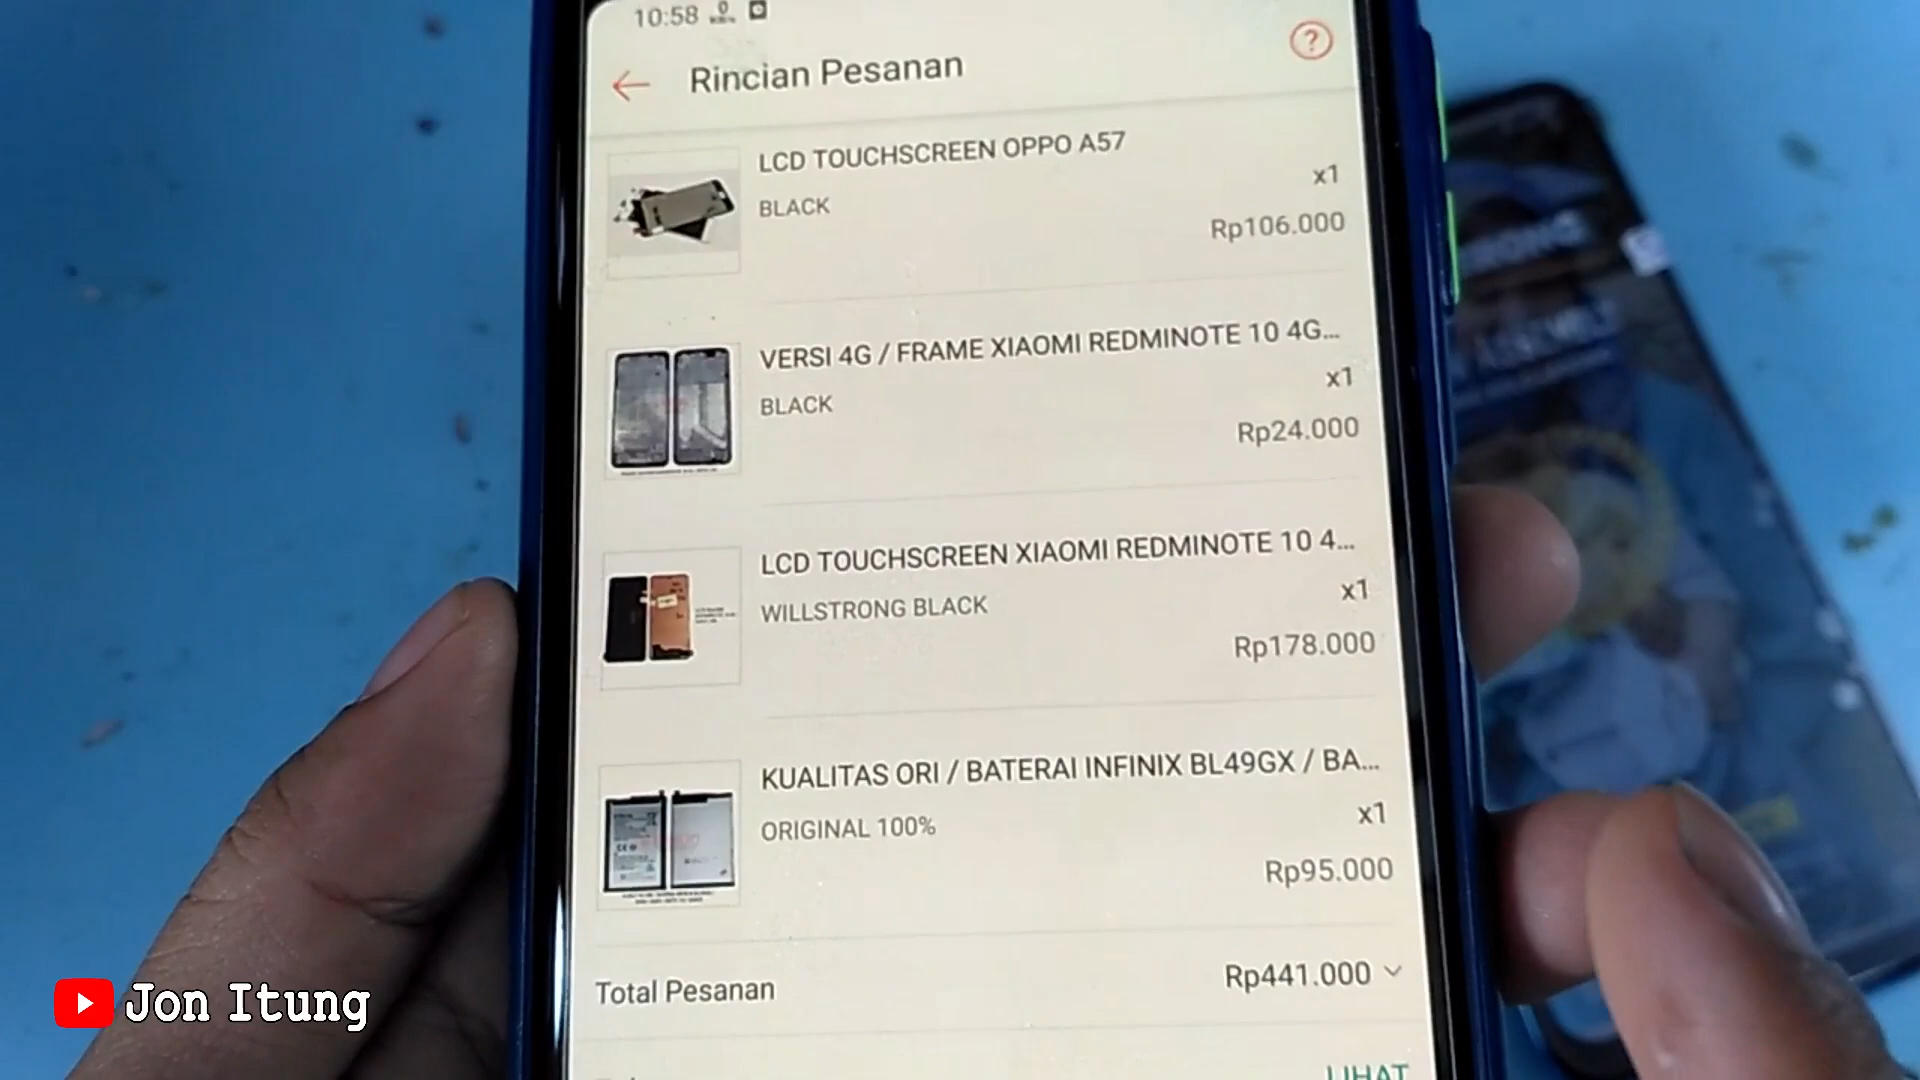 10:58
Rincian Pesanan
?
LCD TOUCHSCREEN OPPO A57
BLACK
x1
Rp106.000
VERSI 4G / FRAME XIAOMI REDMINOTE 10 4G...
BLACK
x1
Rp24.000
LCD TOUCHSCREEN XIAOMI REDMINOTE 10 4...
WILLSTRONG BLACK
x1
Rp178.000
KUALITAS ORI / BATERAI INFINIX BL49GX / BA...
ORIGINAL 100%
x1
Rp95.000
Total Pesanan
Rp441.000
LIHAT
Jon Itung